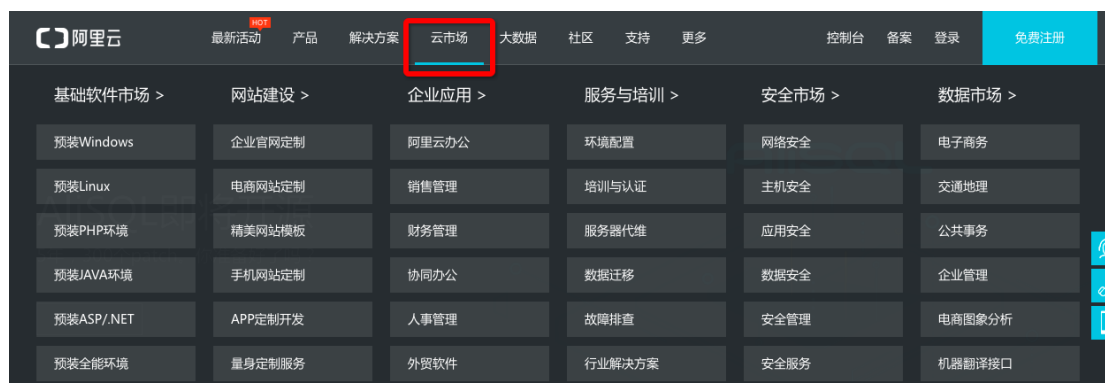 HOT
阿里云 最新活动 产品 解决方案 云市场 大数据 社区 支持 更多 控制台 备案 登录 免费注册
基础软件市场 > 网站建设 > 企业应用 > 服务与培训 > 安全市场 > 数据市场 >
预装Windows 企业官网定制 阿里云办公 环境配置 网络安全 电子商务
预装Linux 电商网站定制 销售管理 培训与认证 主机安全 交通地理
预装PHP环境 精美网站模板 财务管理 服务器代维 应用安全 公共事务
预装JAVA环境 手机网站定制 协同办公 数据迁移 数据安全 企业管理
预装ASP/.NET APP定制开发 人事管理 故障排查 安全管理 电商图象分析
预装全能环境 量身定制服务 外贸软件 行业解决方案 安全服务 机器翻译接口